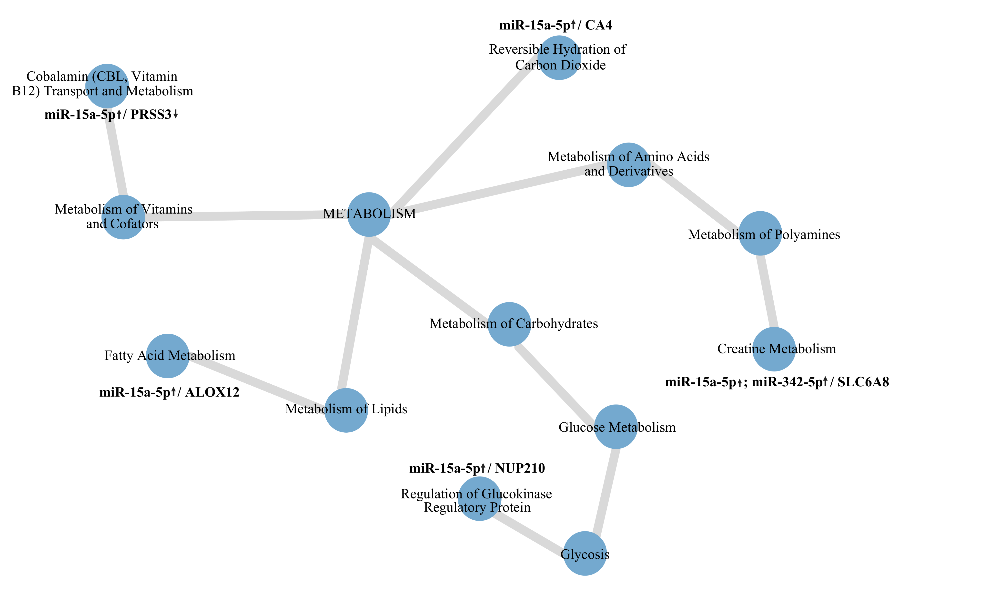 miR-15a-5p↑/ CA4
Reversible Hydration of
Carbon Dioxide
Cobalamin (CBL, Vitamin
B12) Transport and Metabolism
miR-15a-5p↑/ PRSS3↓
Metabolism of Amino Acids
and Derivatives
Metabolism of Vitamins
and Cofators
METABOLISM
Metabolism of Polyamines
Metabolism of Carbohydrates
Fatty Acid Metabolism
miR-15a-5p↑/ ALOX12
Creatine Metabolism
miR-15a-5p↑; miR-342-5p↑/ SLC6A8
Metabolism of Lipids
Glucose Metabolism
miR-15a-5p↑/ NUP210
Regulation of Glucokinase
Regulatory Protein
Glycosis